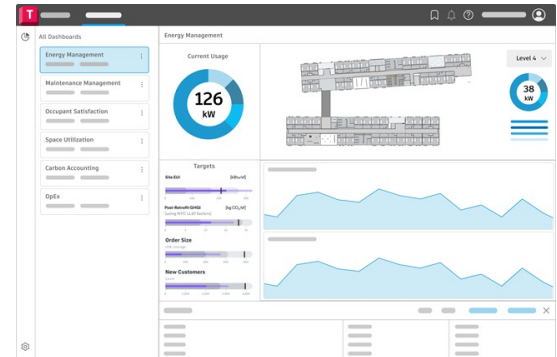 T
All Dashboards
Energy Management
Energy Management
Maintenance Management
Occupant Satisfaction
Space Utilization
Carbon Accounting
OpEx
Current Usage
126
kW
Level 4
38
kW
Targets
Site EUI
Post-Retrofit GHGI
Order Size
New Customers